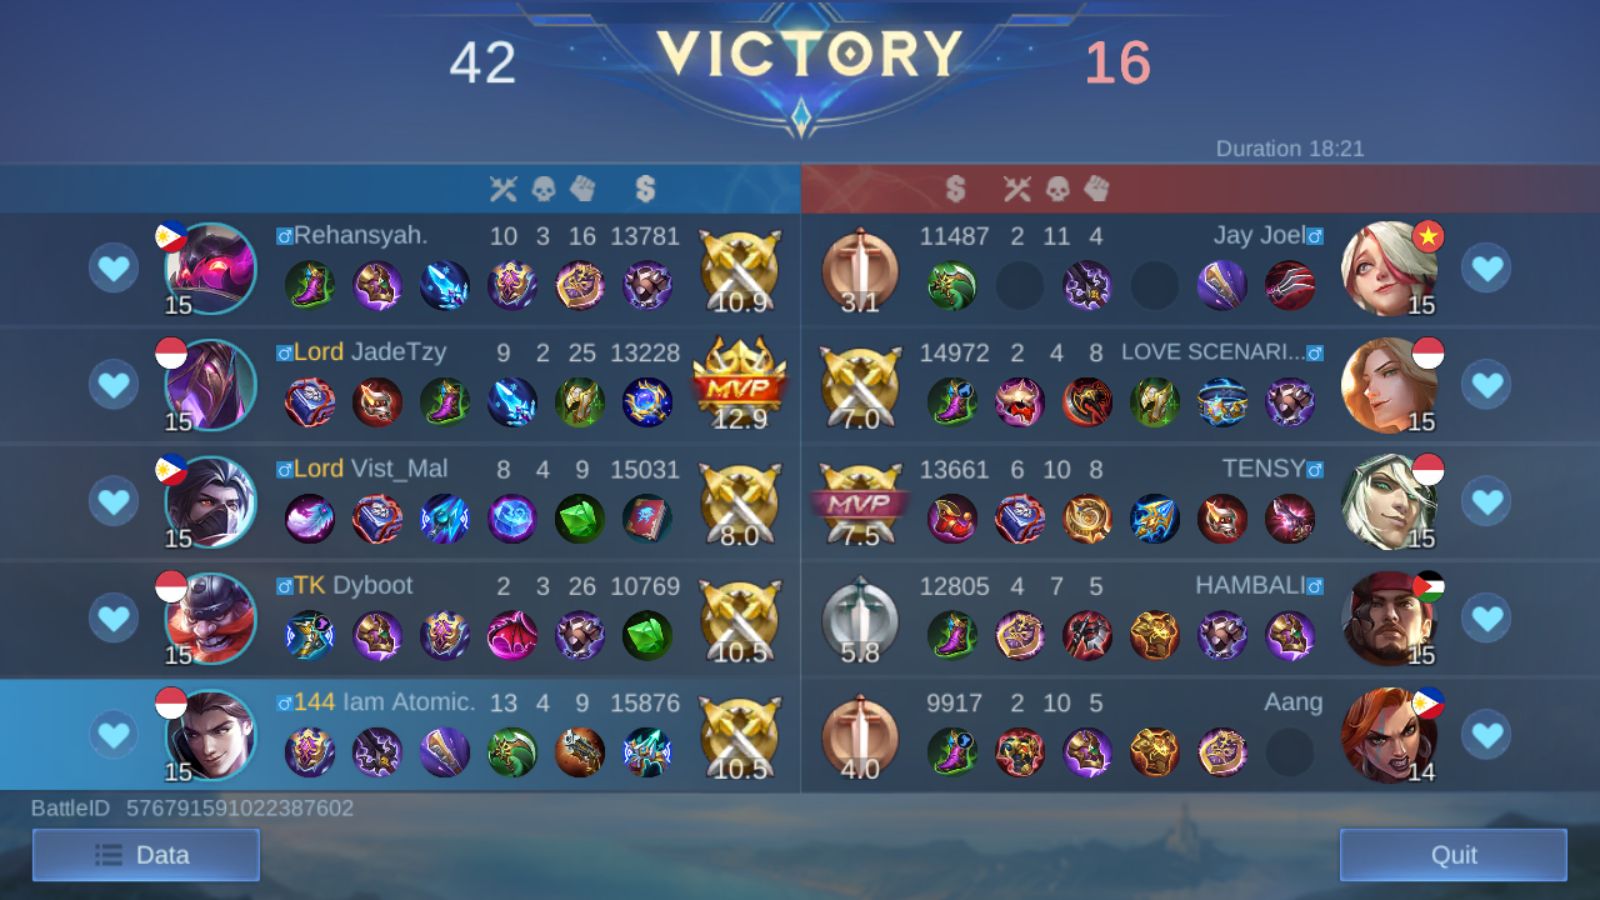 42 VICTORY 16
Duration 18:21
Rehansyah. 10 3 16 13781
15 10.9
11487 2 11 4 Jay Joel
3.1 15
Lord JadeTzy 9 2 25 13228
15 MVP 12.9
14972 2 4 8 LOVE SCENARI...
7.0 15
Lord Vist_Mal 8 4 9 15031
15 8.0
13661 6 10 8 TENSY
MVP 7.5 15
TK Dyboot 2 3 26 10769
15 10.5
12805 4 7 5 HAMBALI
5.8 15
144 Iam Atomic. 13 4 9 15876
15 10.5
9917 2 10 5 Aang
4.0 14
BattleID 576791591022387602
Data
Quit